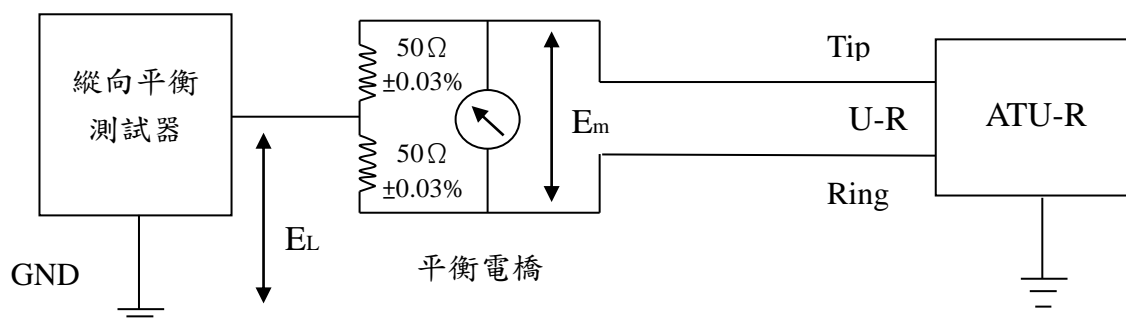 縱向平衡
測試器
GND
EL
50Ω
±0.03%
50Ω
±0.03%
Em
平衡電橋
Tip
U-R
Ring
ATU-R